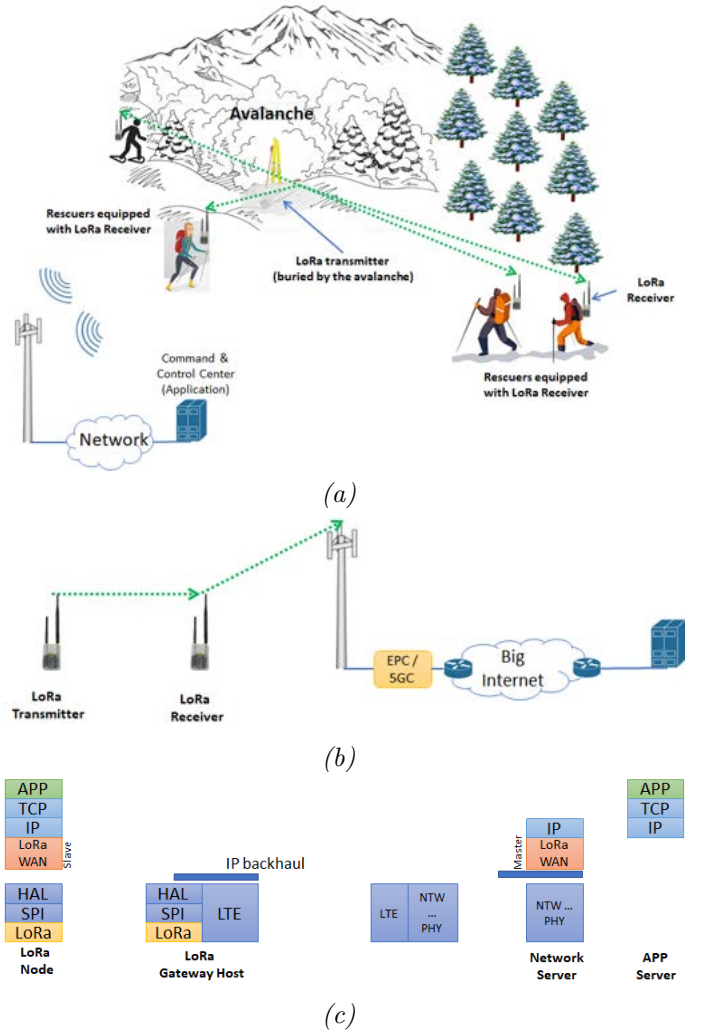 Avalanche
Rescuers equipped
with LoRa Receiver
LoRa transmitter
(buried by the avalanche)
LoRa
Receiver
Command &
Control Center
(Application)
Network
Rescuers equipped
with LoRa Receiver
(a)
EPC /
5GC
Big
Internet
LoRa
Transmitter
LoRa
Receiver
(b)
APP
TCP
IP
LoRa
WAN
Slave
HAL
SPI
LoRa
LoRa
Node
IP backhaul
HAL
SPI
LoRa
LTE
LoRa
Gateway Host
LTE
NTW
...
PHY
Master
IP
LoRa
WAN
NTW ...
PHY
Network
Server
APP
TCP
IP
APP
Server
(c)